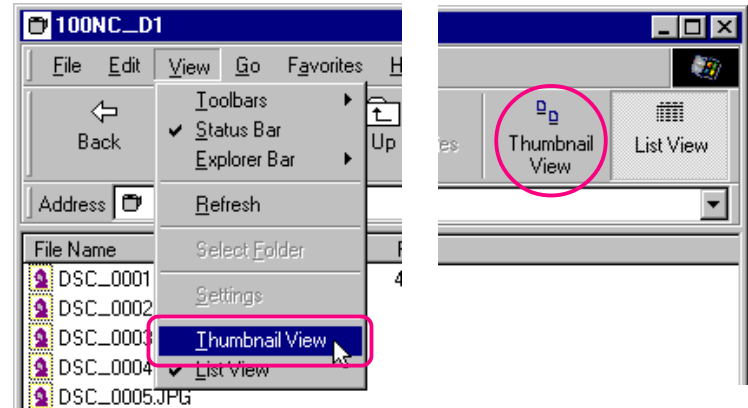 100NC_D1
File Edit View Go Favorites H
Back
Up
Thumbnail View
List View
Toolbars
Status Bar
Explorer Bar
Refresh
Select Folder
Settings
Thumbnail View
List View
Address
File Name
DSC_0001 4
DSC_0002
DSC_0003
DSC_0004
DSC_0005.JPG